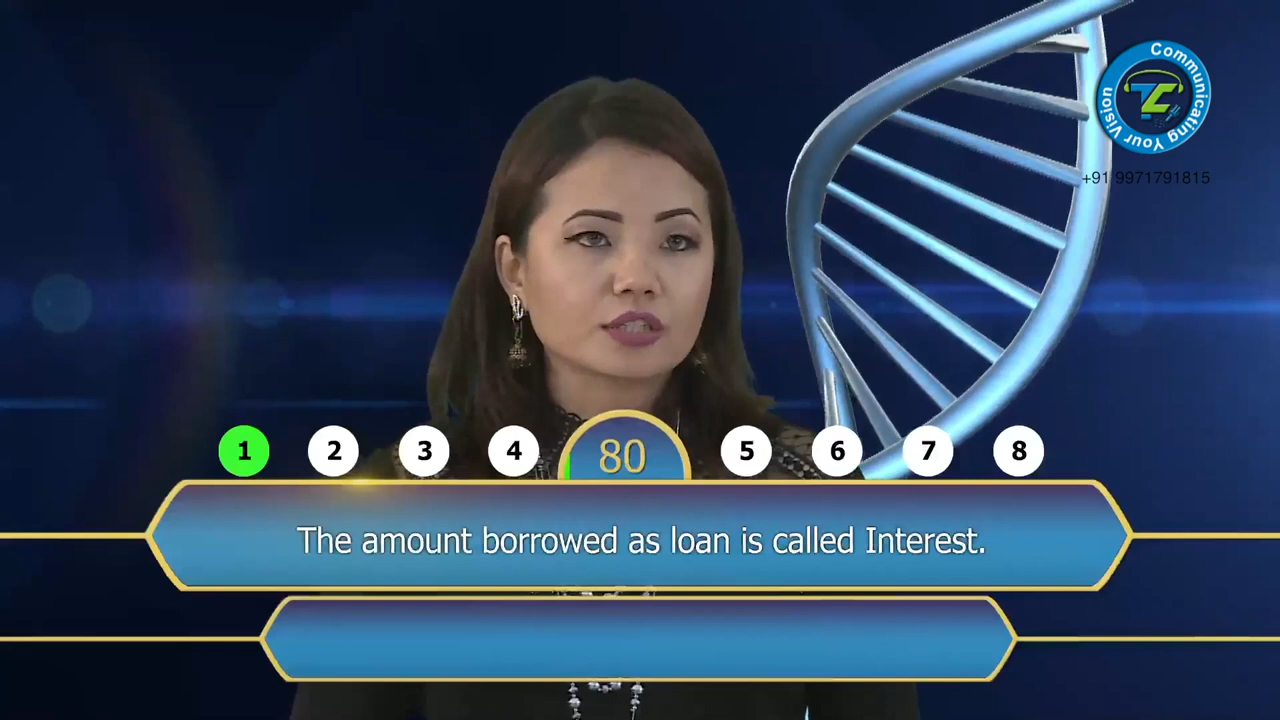 Communicating Your Vision
TC
+91 9971791815
1 2 3 4 80 5 6 7 8
The amount borrowed as loan is called Interest.